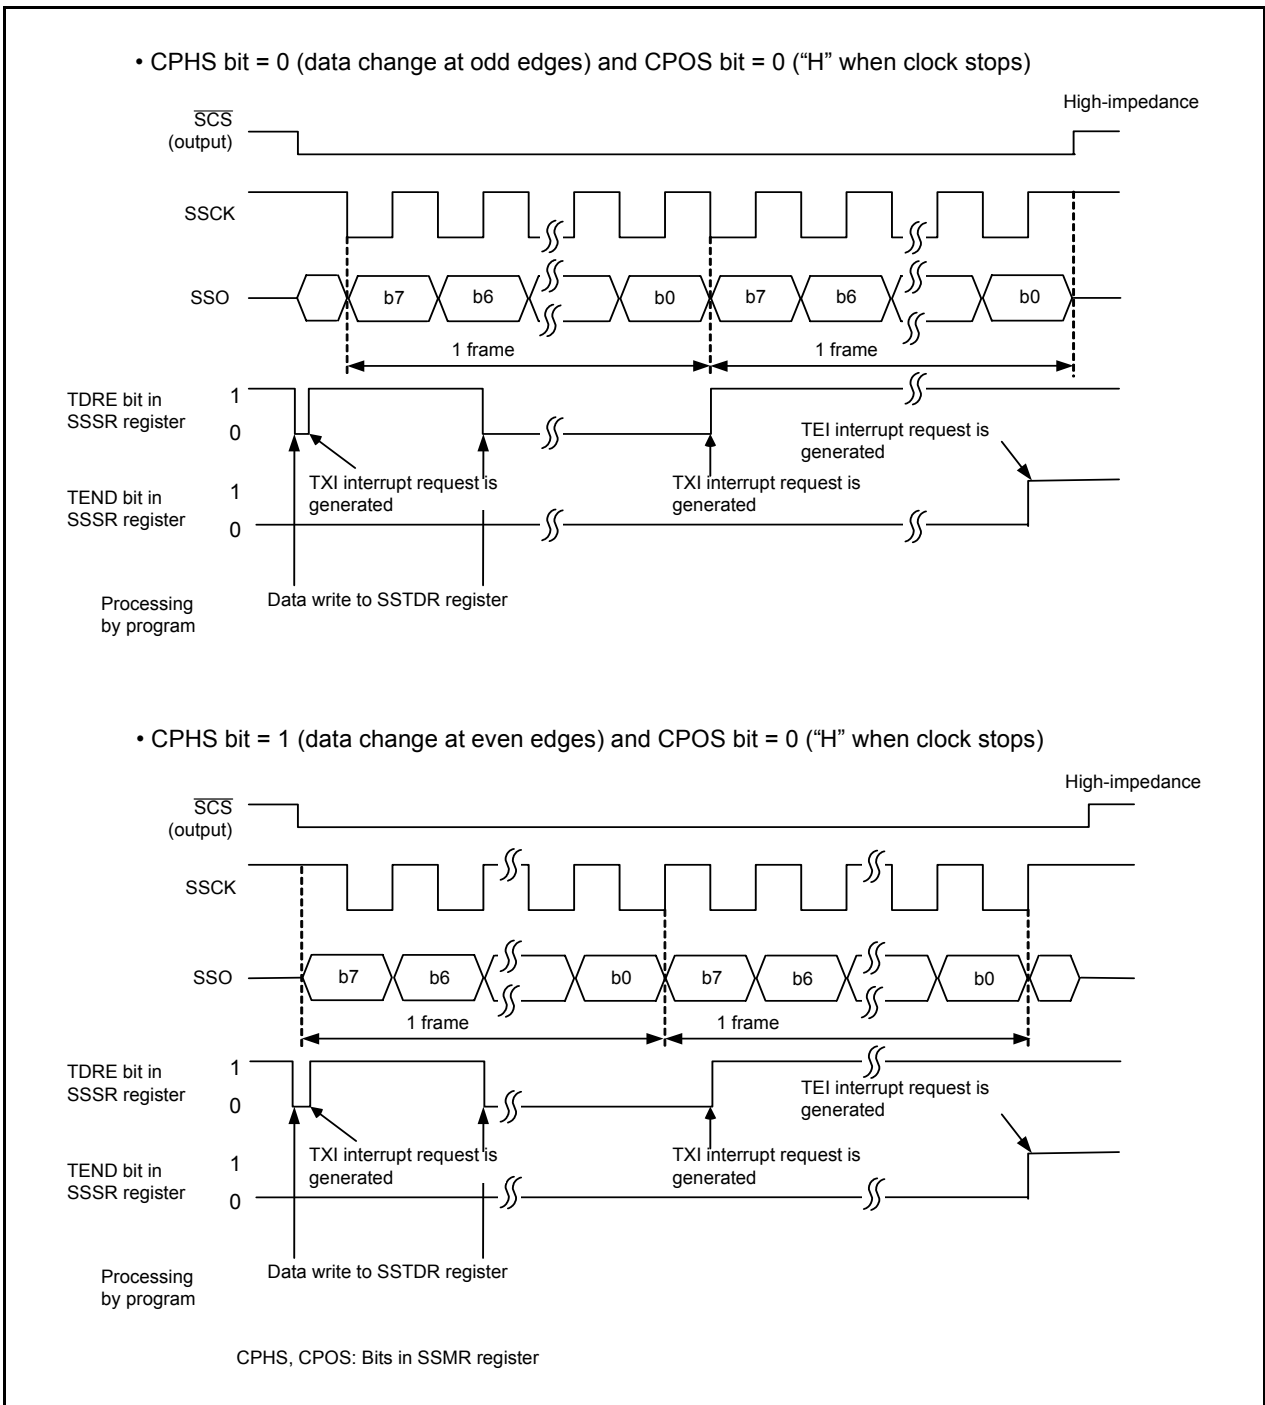 • CPHS bit = 0 (data change at odd edges) and CPOS bit = 0 (“H” when clock stops)
High-impedance
SCS
(output)
SSCK
SSO
b7
b6
b0
b7
b6
b0
1 frame
1 frame
TDRE bit in
SSSR register
1
0
TEI interrupt request is
generated
TXI interrupt request is
generated
TXI interrupt request is
generated
TEND bit in
SSSR register
1
0
Processing
by program
Data write to SSTDR register
• CPHS bit = 1 (data change at even edges) and CPOS bit = 0 (“H” when clock stops)
High-impedance
SCS
(output)
SSCK
SSO
b7
b6
b0
b7
b6
b0
1 frame
1 frame
TDRE bit in
SSSR register
1
0
TEI interrupt request is
generated
TXI interrupt request is
generated
TXI interrupt request is
generated
TEND bit in
SSSR register
1
0
Processing
by program
Data write to SSTDR register
CPHS, CPOS: Bits in SSMR register